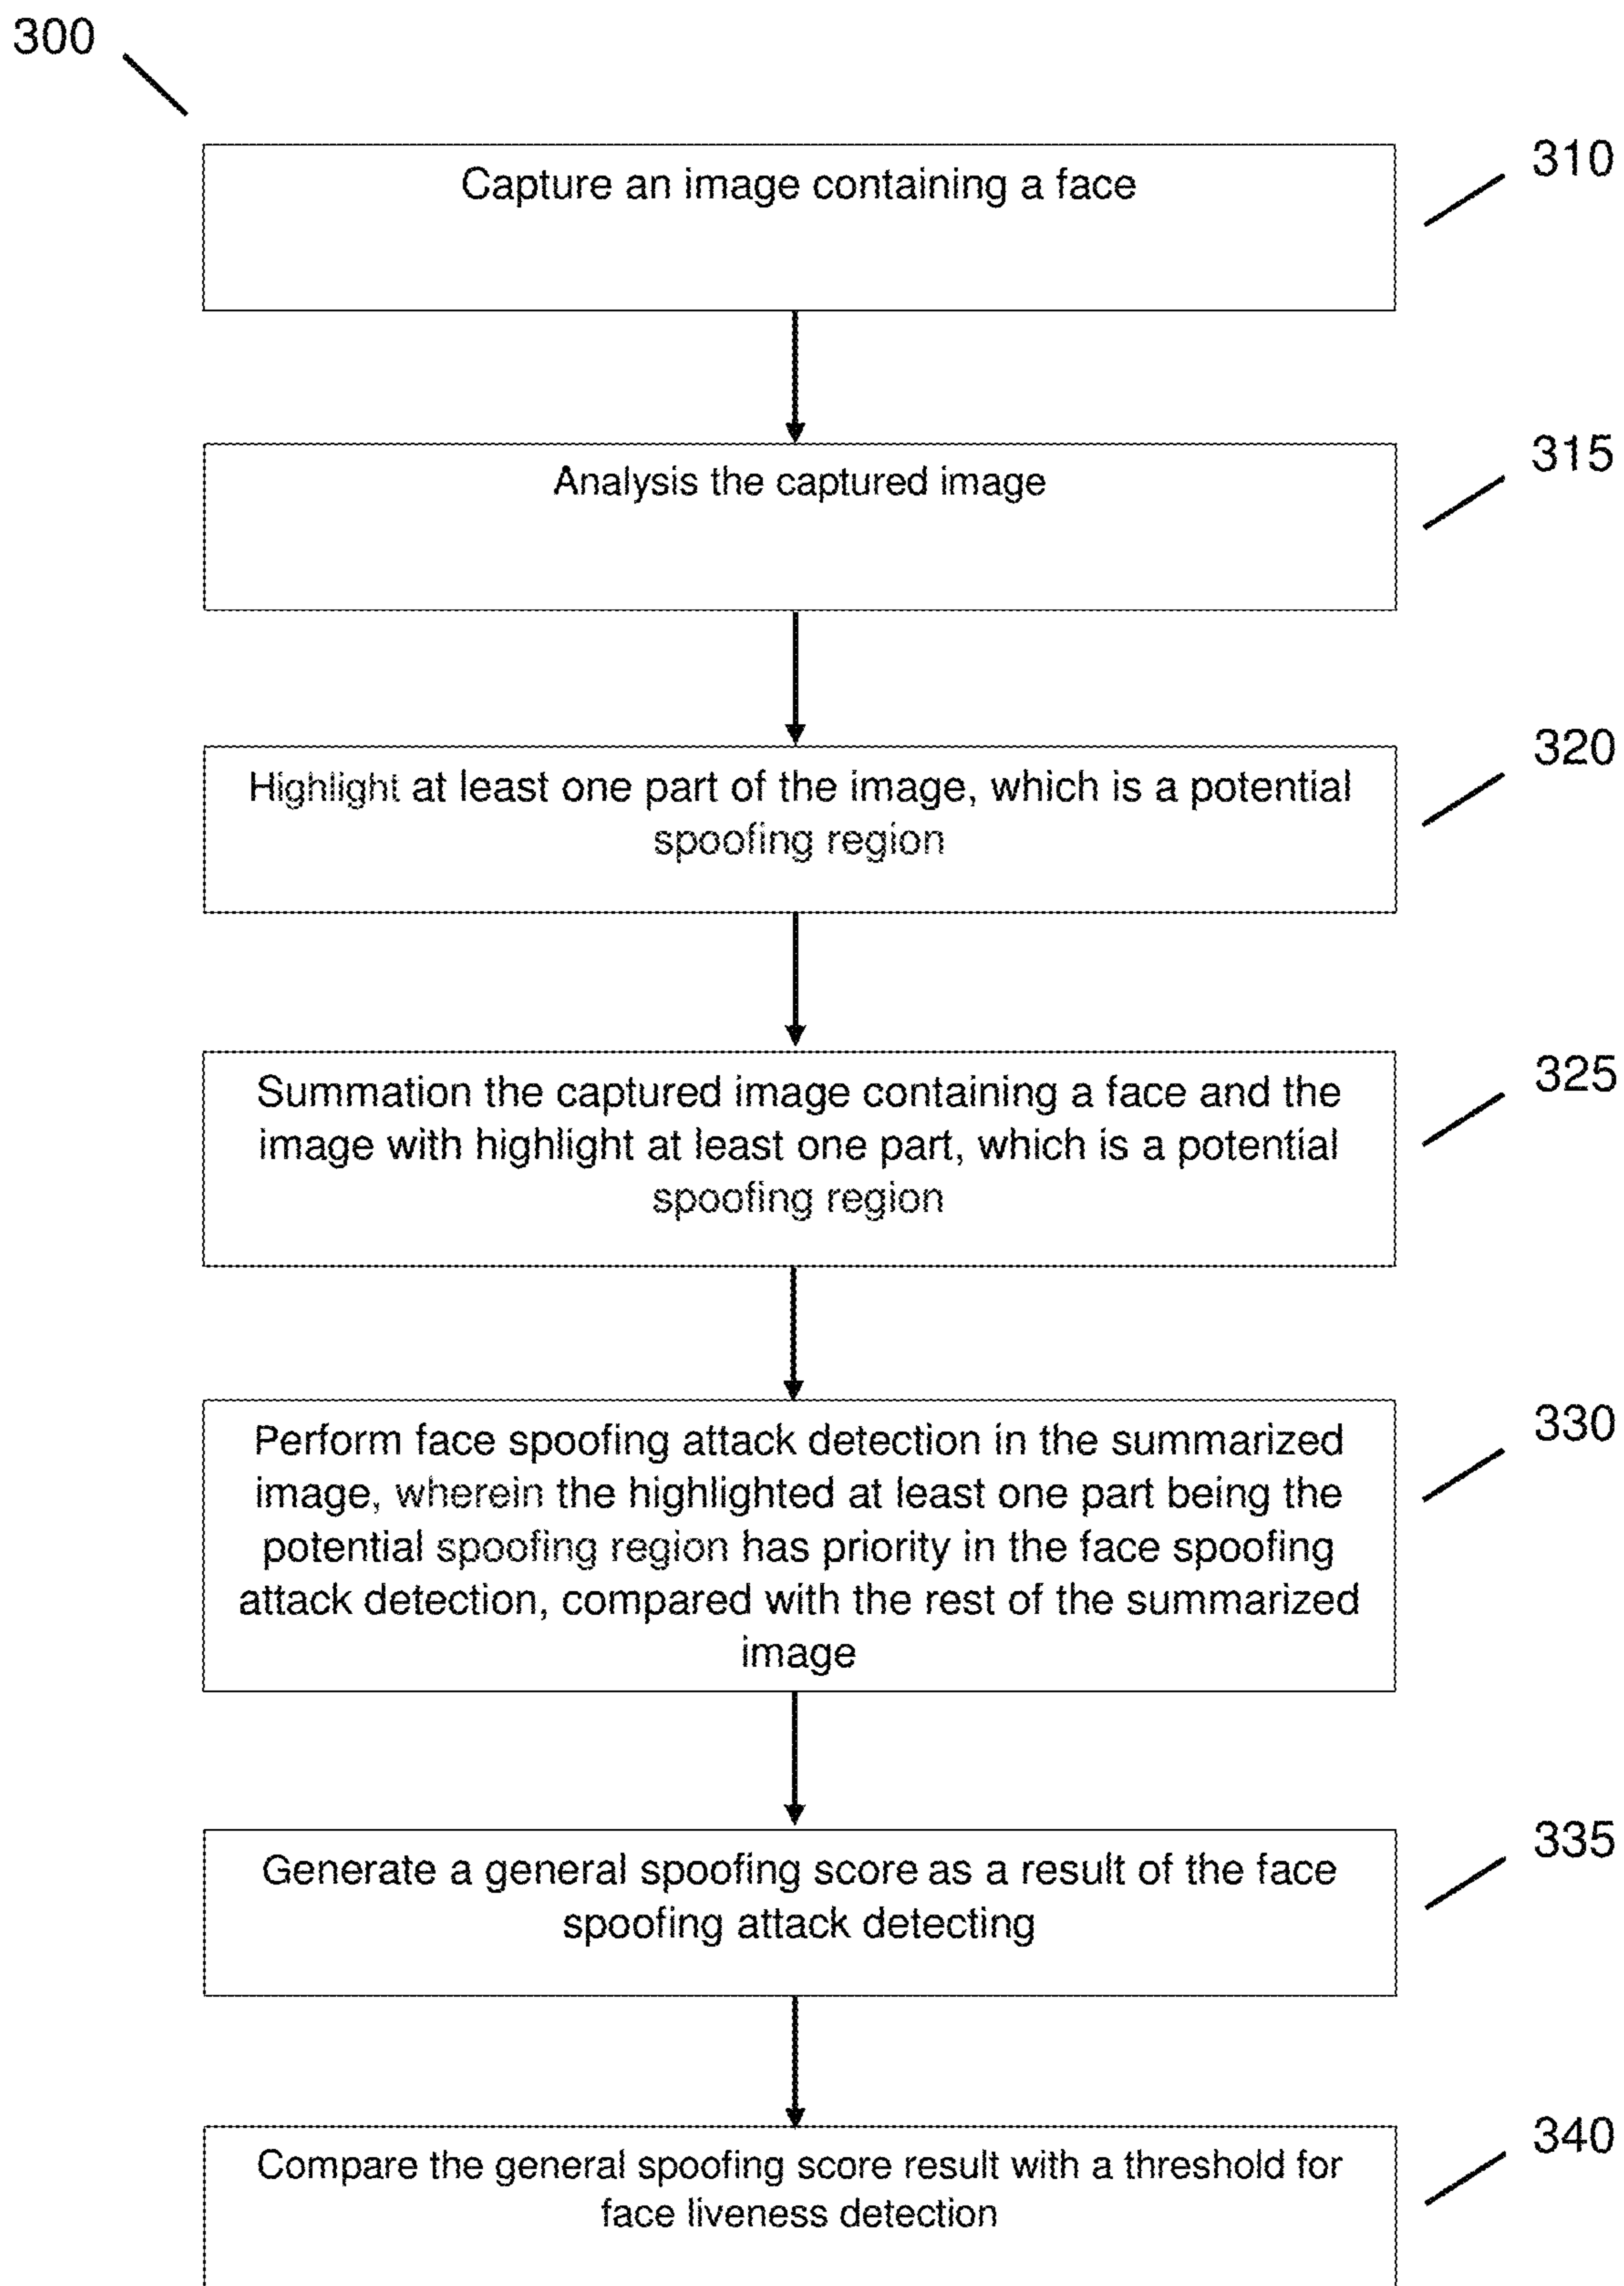 300
310
Capture an image containing a face
315
Analysis the captured image
320
Highlight at least one part of the image, which is a potential
spoofing region
325
Summation the captured image containing a face and the
image with highlight at least one part, which is a potential
spoofing region
330
Perform face spoofing attack detection in the summarized
image, wherein the highlighted at least one part being the
potential spoofing region has priority in the face spoofing
attack detection, compared with the rest of the summarized
image
335
Generate a general spoofing score as a result of the face
spoofing attack detecting
340
Compare the general spoofing score result with a threshold for
face liveness detection